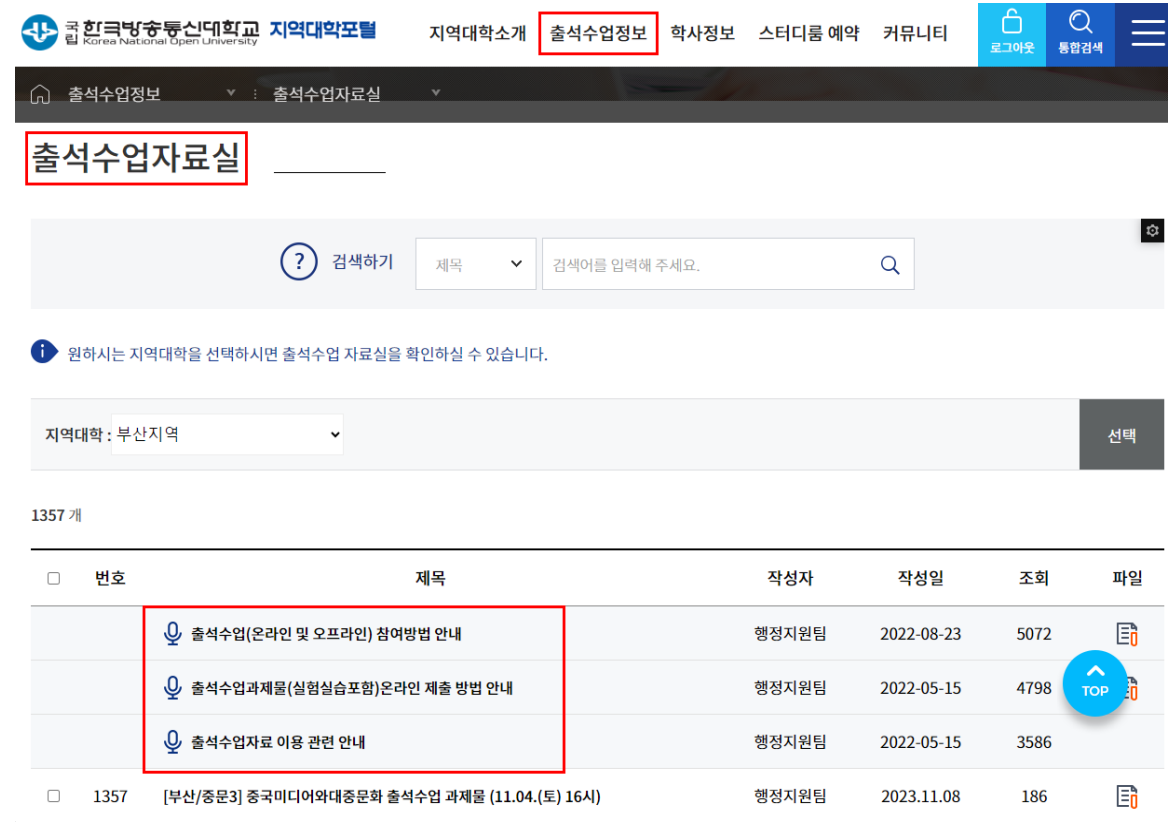 국립 한국방송통신대학교 지역대학포털 지역대학소개 출석수업정보 학사정보 스터디룸 예약 커뮤니티 로그아웃 통합검색
Korea National Open University
출석수업정보 출석수업자료실
출석수업자료실
? 검색하기 제목 검색어를 입력해 주세요.
원하시는 지역대학을 선택하시면 출석수업 자료실을 확인하실 수 있습니다.
지역대학 : 부산지역 선택
1357 개
번호 제목 작성자 작성일 조회 파일
출석수업(온라인 및 오프라인) 참여방법 안내 행정지원팀 2022-08-23 5072
출석수업과제물(실험실습포함)온라인 제출 방법 안내 행정지원팀 2022-05-15 4798 TOP
출석수업자료 이용 관련 안내 행정지원팀 2022-05-15 3586
1357 [부산/중문3] 중국미디어와대중문화 출석수업 과제물 (11.04.(토) 16시) 행정지원팀 2023.11.08 186